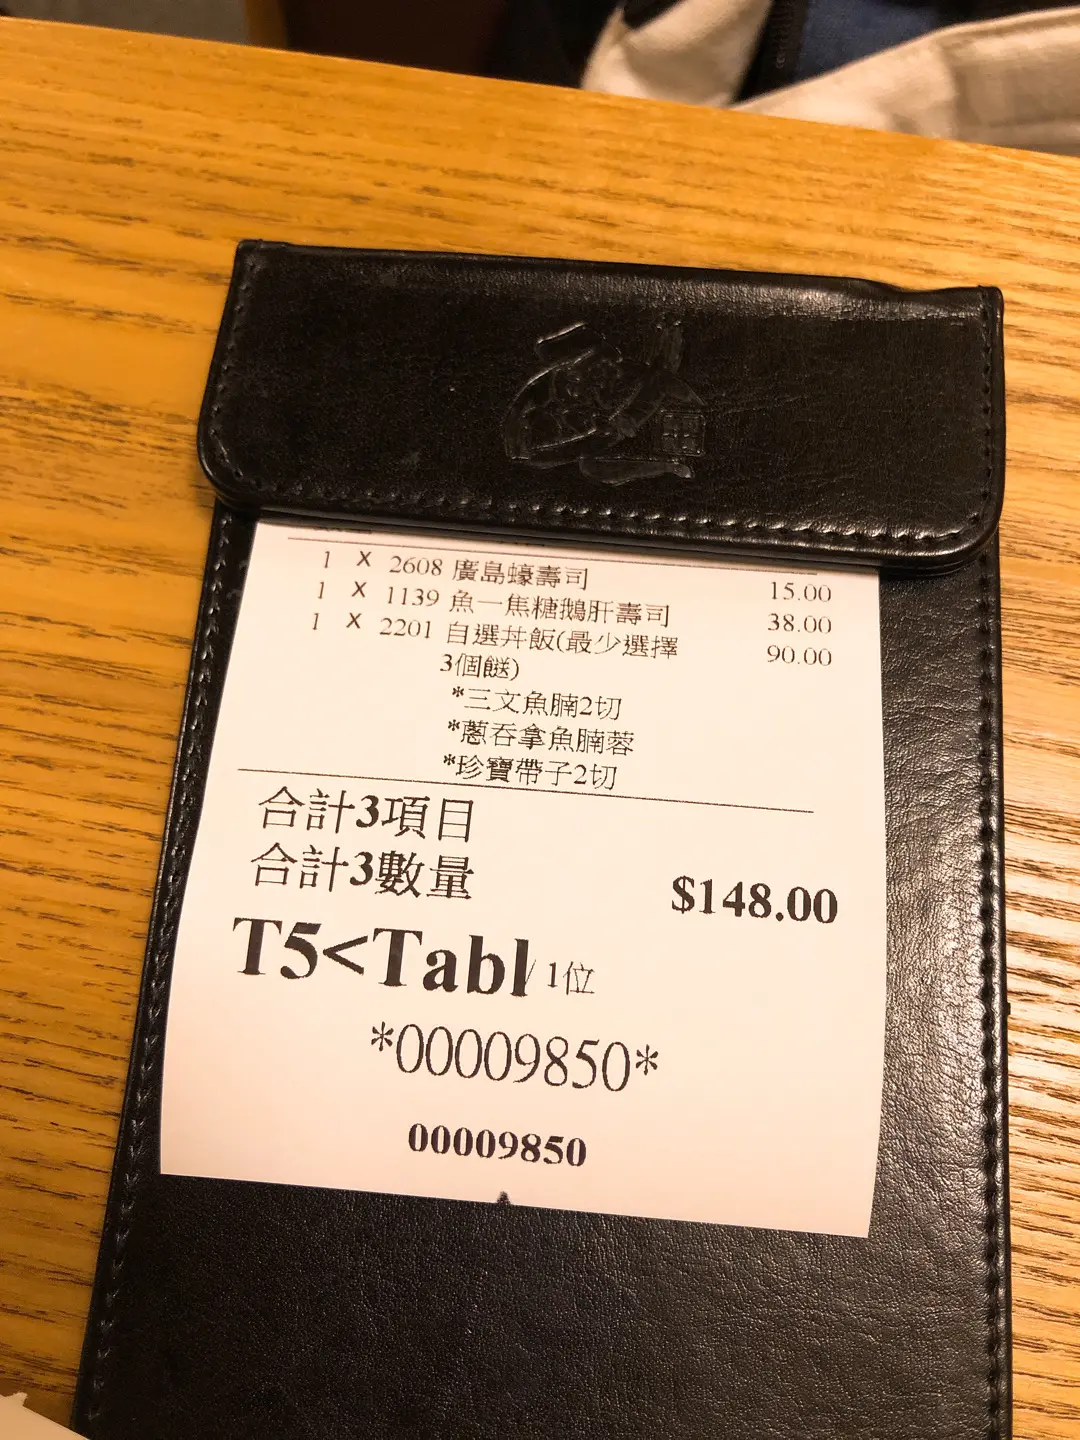 1 X 2608 廣島蠔壽司 15.00
1 X 1139 魚一焦糖鵝肝壽司 38.00
1 X 2201 自選丼飯(最少選擇 90.00
3個餸)
*三文魚腩2切
*蔥吞拿魚腩蓉
*珍寶帶子2切
合計3項目
合計3數量 $148.00
T5<Tabl 1位
*00009850*
00009850